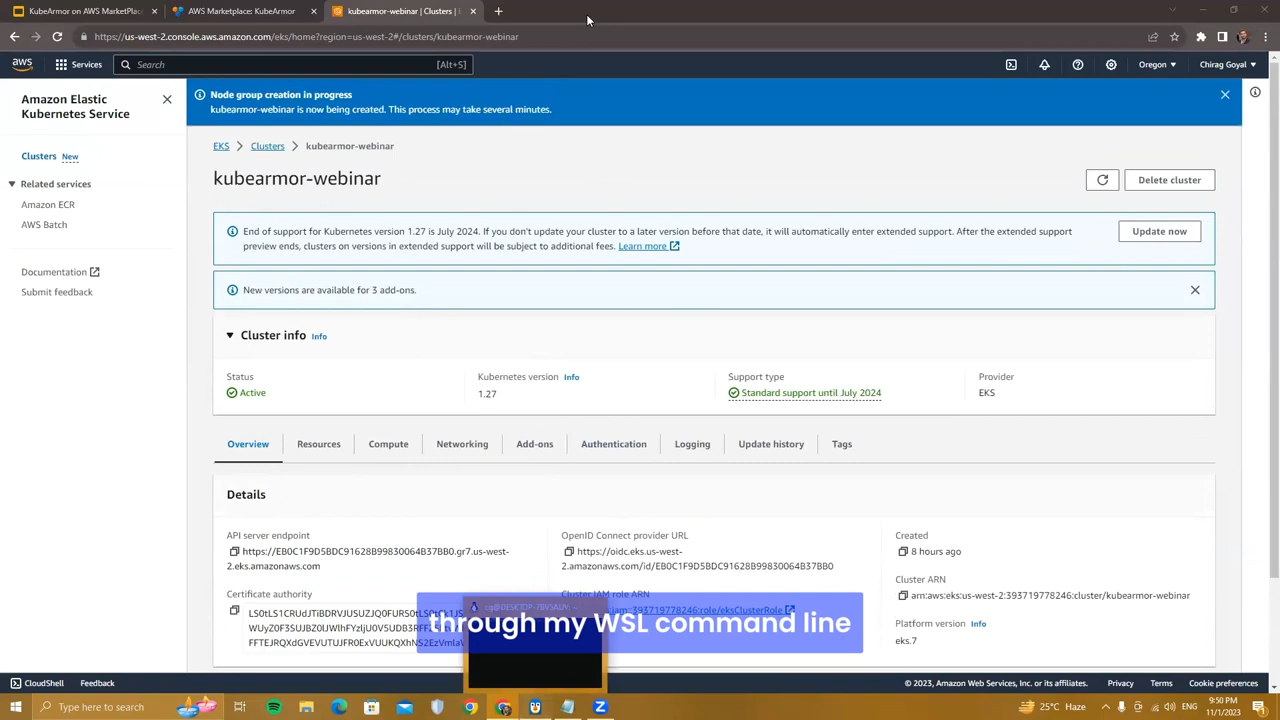 KubeArmor on AWS MarketPlac
AWS Marketplace: KubeArmor
kubearmor-webinar | Clusters |
https://us-west-2.console.aws.amazon.com/eks/home?region=us-west-2#/clusters/kubearmor-webinar
aws
Services
Search
[Alt+S]
Oregon
Chirag Goyal
Amazon Elastic
Kubernetes Service
Clusters New
Related services
Amazon ECR
AWS Batch
Documentation
Submit feedback
Node group creation in progress
kubearmor-webinar is now being created. This process may take several minutes.
EKS
Clusters
kubearmor-webinar
kubearmor-webinar
Delete cluster
End of support for Kubernetes version 1.27 is July 2024. If you don't update your cluster to a later version before that date, it will automatically enter extended support. After the extended support
preview ends, clusters on versions in extended support will be subject to additional fees. Learn more
Update now
New versions are available for 3 add-ons.
Cluster info Info
Status
Active
Kubernetes version Info
1.27
Support type
Standard support until July 2024
Provider
EKS
Overview
Resources
Compute
Networking
Add-ons
Authentication
Logging
Update history
Tags
Details
API server endpoint
https://EB0C1F9D5BDC91628B99830064B37BB0.gr7.us-west-
2.eks.amazonaws.com
Certificate authority
OpenID Connect provider URL
https://oidc.eks.us-west-
2.amazonaws.com/id/EB0C1F9D5BDC91628B99830064B37BB0
Cluster IAM role ARN
:iam::393719778246:role/eksClusterRole
Created
8 hours ago
Cluster ARN
arn:aws:eks:us-west-2:393719778246:cluster/kubearmor-webinar
Platform version Info
eks.7
through my WSL command line
CloudShell
Feedback
© 2023, Amazon Web Services, Inc. or its affiliates.
Privacy
Terms
Cookie preferences
Type here to search
25°C Haze
9:50 PM
11/1/2023